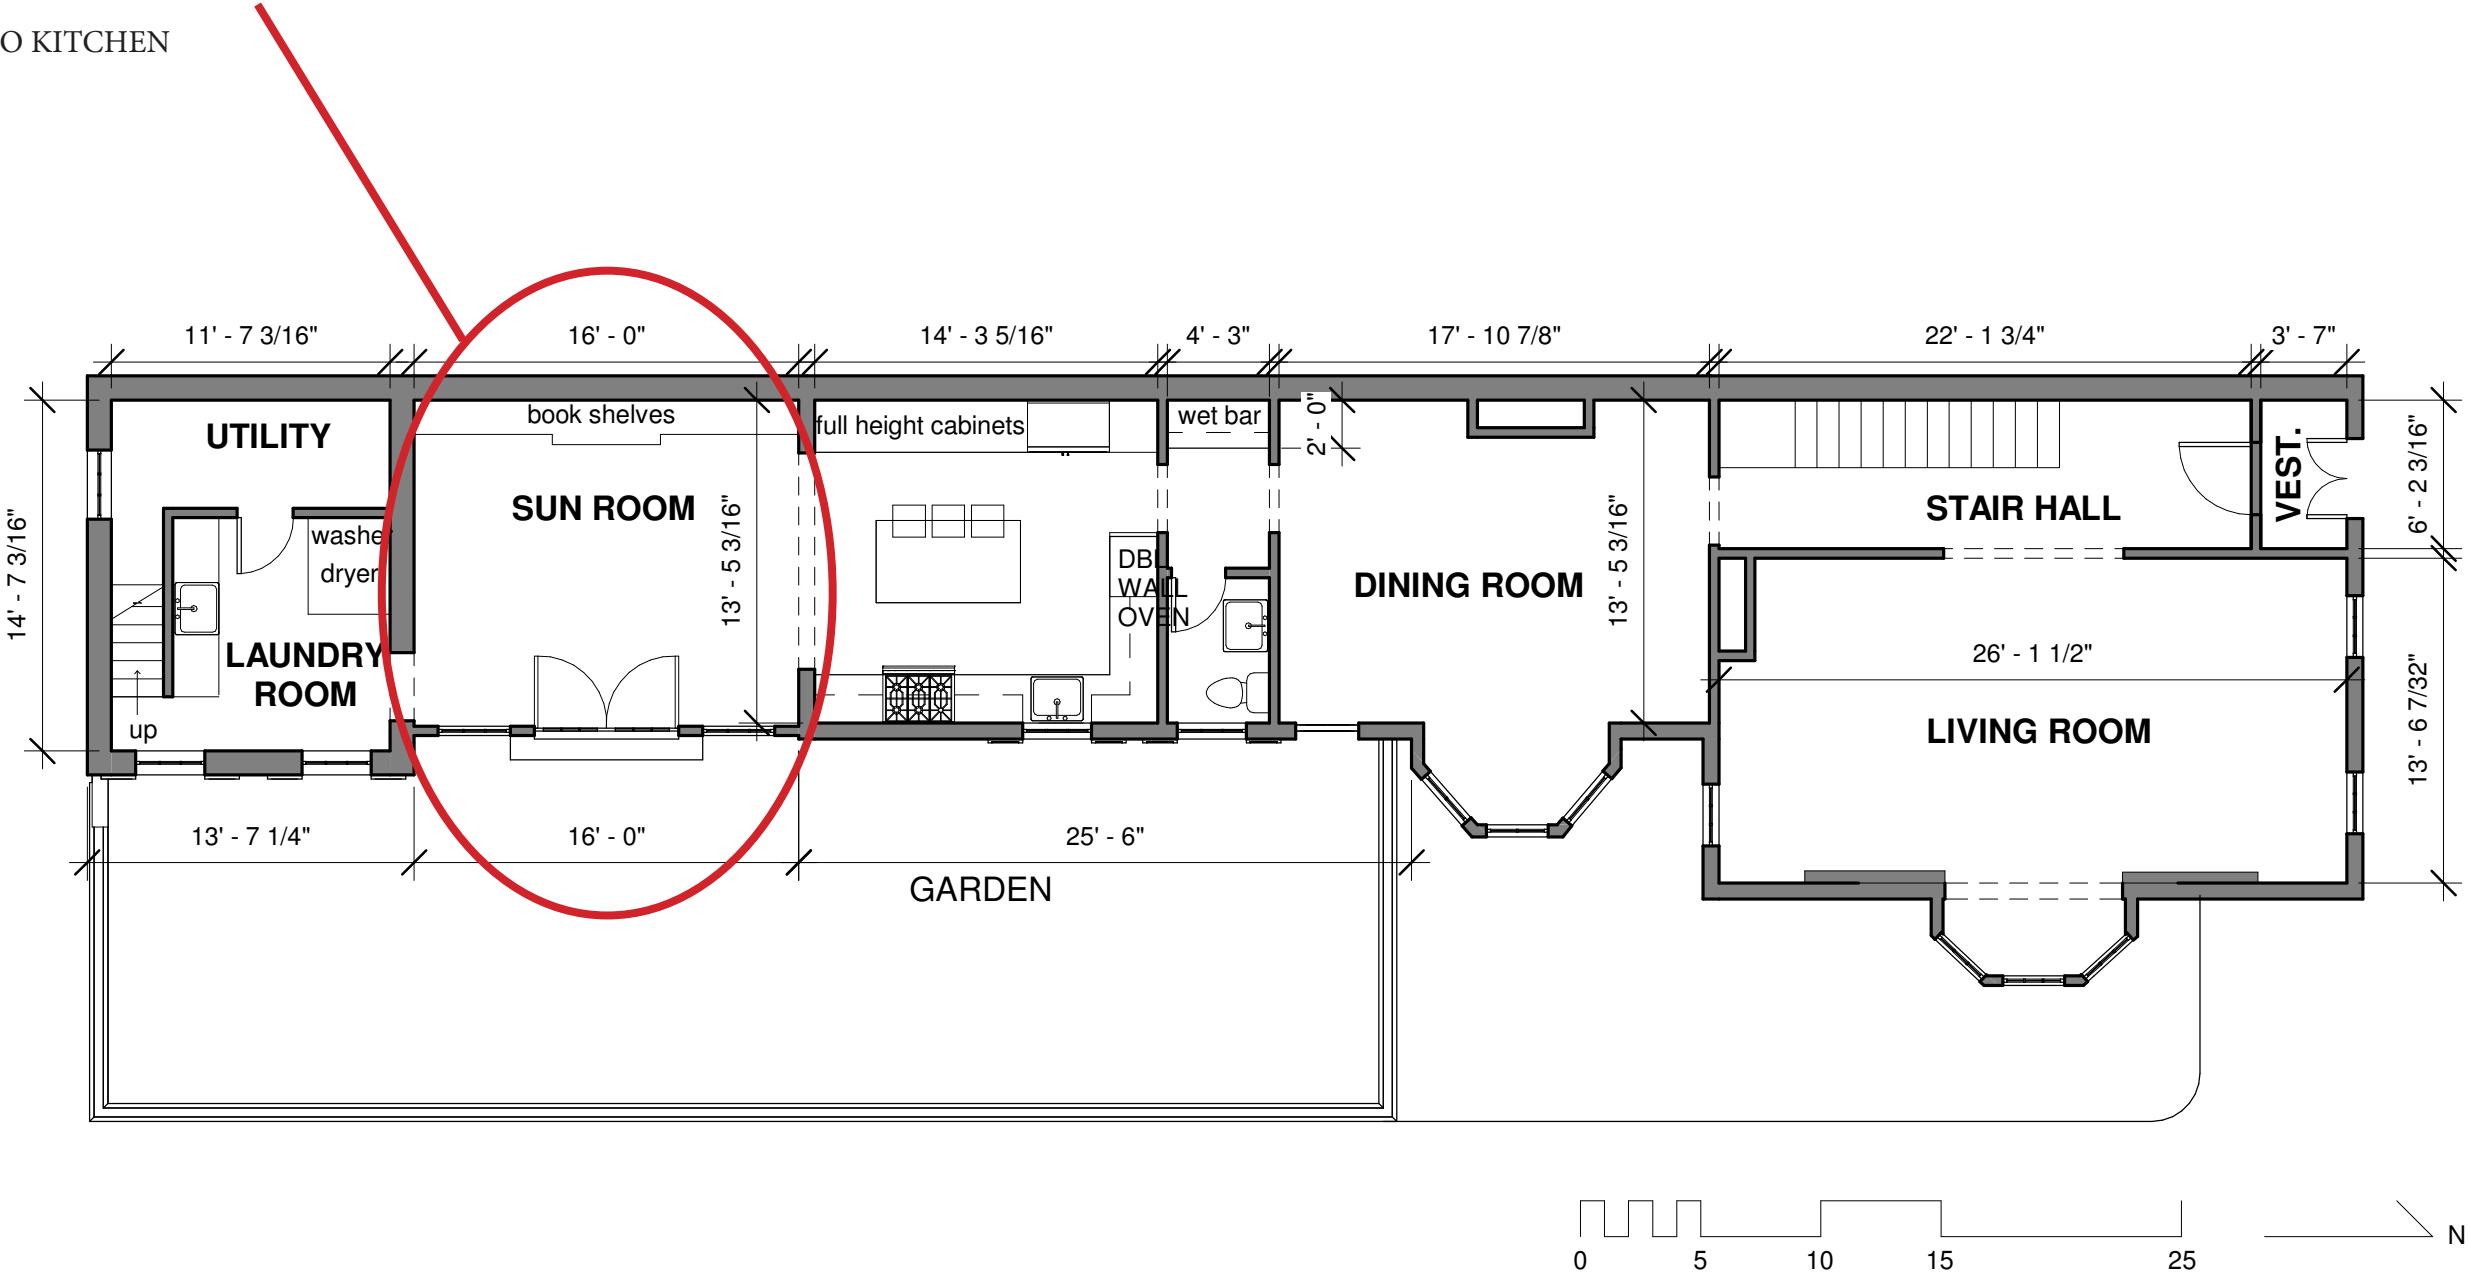 O KITCHEN
11' - 7 3/16"
16' - 0"
14' - 3 5/16"
4' - 3"
17' - 10 7/8"
22' - 1 3/4"
3' - 7"
book shelves
full height cabinets
wet bar
2' - 0"
UTILITY
SUN ROOM
13' - 5 3/16"
STAIR HALL
VEST.
6' - 2 3/16"
14' - 7 3/16"
washe
dryer
DBL
WALL
OVEN
DINING ROOM
13' - 5 3/16"
LAUNDRY
ROOM
up
26' - 1 1/2"
LIVING ROOM
13' - 6 7/32"
13' - 7 1/4"
16' - 0"
25' - 6"
GARDEN
0 5 10 15 25
N